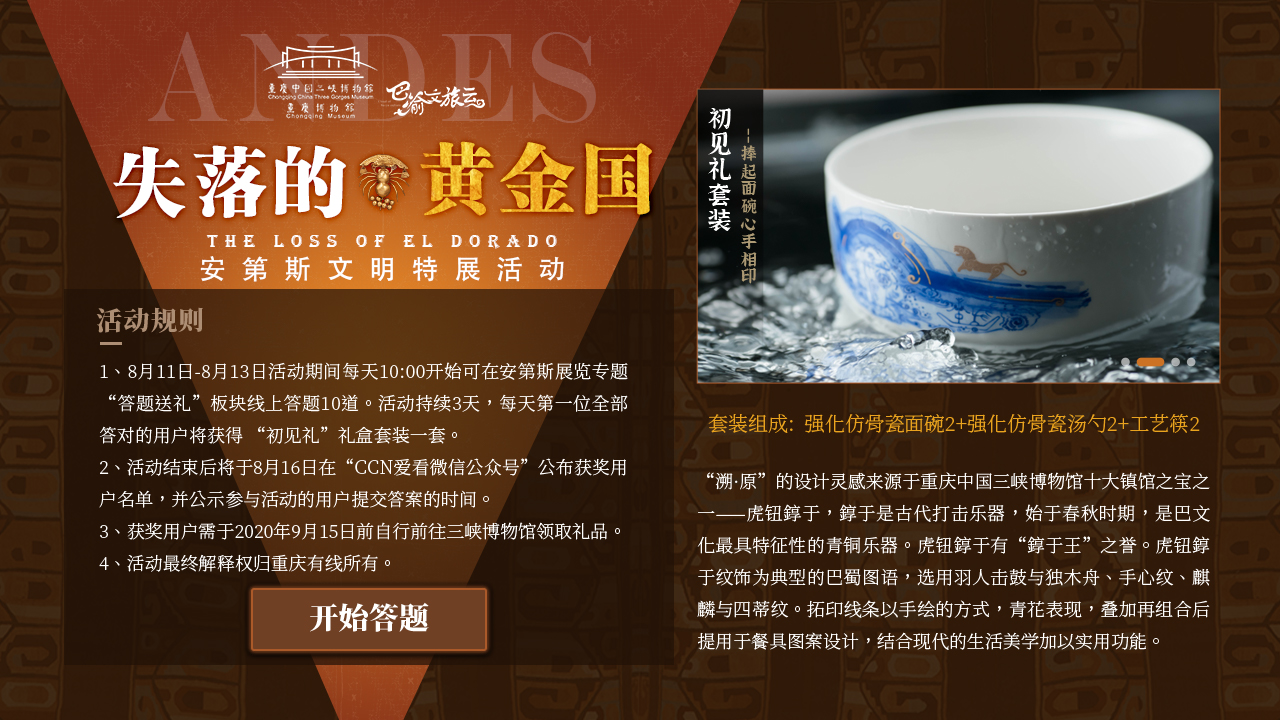 ANDES
重庆中国三峡博物馆
Chongqing China Three Gorges Museum
重庆博物馆
Chongqing Museum
巴渝文旅云
失落的黄金国
THE LOSS OF EL DORADO
安第斯文明特展活动
活动规则
1、8月11日-8月13日活动期间每天10:00开始可在安第斯展览专题
“答题送礼”板块线上答题10道。活动持续3天，每天第一位全部
答对的用户将获得 “初见礼”礼盒套装一套。
2、活动结束后将于8月16日在“CCN爱看微信公众号”公布获奖用
户名单，并公示参与活动的用户提交答案的时间。
3、获奖用户需于2020年9月15日前自行前往三峡博物馆领取礼品。
4、活动最终解释权归重庆有线所有。
开始答题
初见礼套装
--捧起面碗心手相印
套装组成: 强化仿骨瓷面碗2+强化仿骨瓷汤勺2+工艺筷2
“溯·原”的设计灵感来源于重庆中国三峡博物馆十大镇馆之宝之
一——虎钮錞于，錞于是古代打击乐器，始于春秋时期，是巴文
化最具特征性的青铜乐器。虎钮錞于有“錞于王”之誉。虎钮錞
于纹饰为典型的巴蜀图语，选用羽人击鼓与独木舟、手心纹、麒
麟与四蒂纹。拓印线条以手绘的方式，青花表现，叠加再组合后
提用于餐具图案设计，结合现代的生活美学加以实用功能。